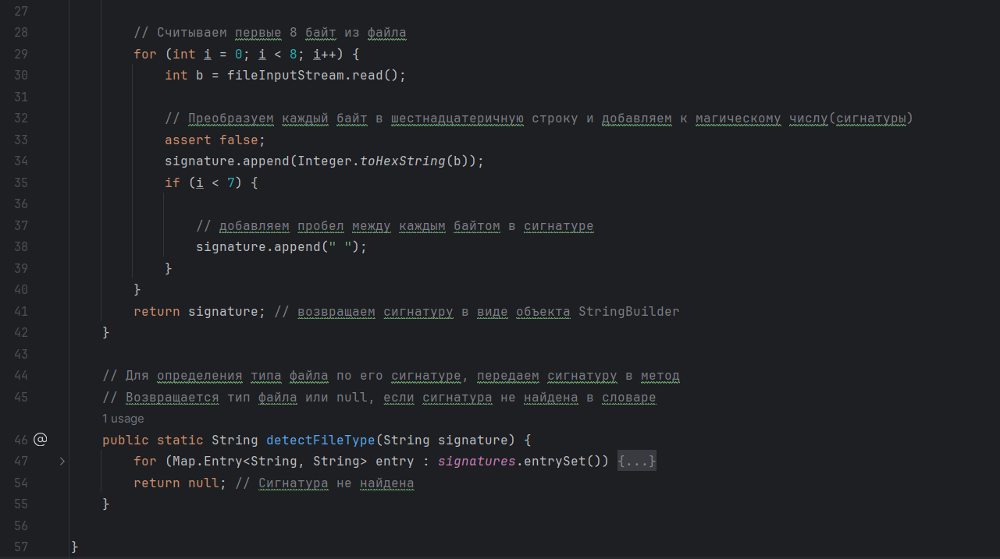 27
28 // Считываем первые 8 байт из файла
29 for (int i = 0; i < 8; i++) {
30 int b = fileInputStream.read();
31
32 // Преобразуем каждый байт в шестнадцатеричную строку и добавляем к магическому числу(сигнатуры)
33 assert false;
34 signature.append(Integer.toHexString(b));
35 if (i < 7) {
36
37 // добавляем пробел между каждым байтом в сигнатуре
38 signature.append(" ");
39 }
40 }
41 return signature; // возвращаем сигнатуру в виде объекта StringBuilder
42 }
43
44 // Для определения типа файла по его сигнатуре, передаем сигнатуру в метод
45 // Возвращается тип файла или null, если сигнатура не найдена в словаре
1 usage
46 @ public static String detectFileType(String signature) {
47 > for (Map.Entry<String, String> entry : signatures.entrySet()) {...}
54 return null; // Сигнатура не найдена
55 }
56
57 }